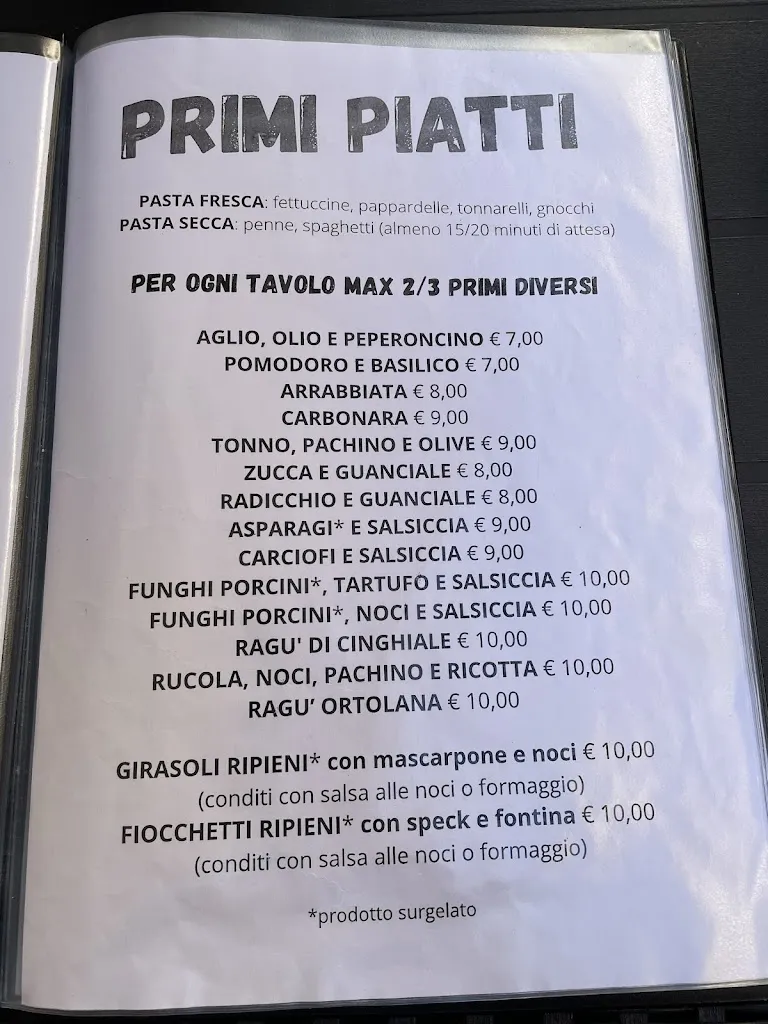 PRIMI PIATTI
PASTA FRESCA: fettuccine, pappardelle, tonnarelli, gnocchi
PASTA SECCA: penne, spaghetti (almeno 15/20 minuti di attesa)
PER OGNI TAVOLO MAX 2/3 PRIMI DIVERSI
AGLIO, OLIO E PEPERONCINO € 7,00
POMODORO E BASILICO € 7,00
ARRABBIATA € 8,00
CARBONARA € 9,00
TONNO, PACHINO E OLIVE € 9,00
ZUCCA E GUANCIALE € 8,00
RADICCHIO E GUANCIALE € 8,00
ASPARAGI* E SALSICCIA € 9,00
CARCIOFI E SALSICCIA € 9,00
FUNGHI PORCINI*, TARTUFO E SALSICCIA € 10,00
FUNGHI PORCINI*, NOCI E SALSICCIA € 10,00
RAGU' DI CINGHIALE € 10,00
RUCOLA, NOCI, PACHINO E RICOTTA € 10,00
RAGU’ ORTOLANA € 10,00
GIRASOLI RIPIENI* con mascarpone e noci € 10,00
(conditi con salsa alle noci o formaggio)
FIOCCHETTI RIPIENI* con speck e fontina € 10,00
(conditi con salsa alle noci o formaggio)
*prodotto surgelato